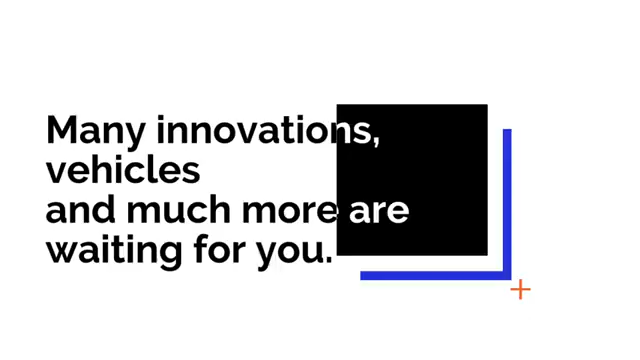 Many innovations,
vehicles
and much more are
waiting for you.